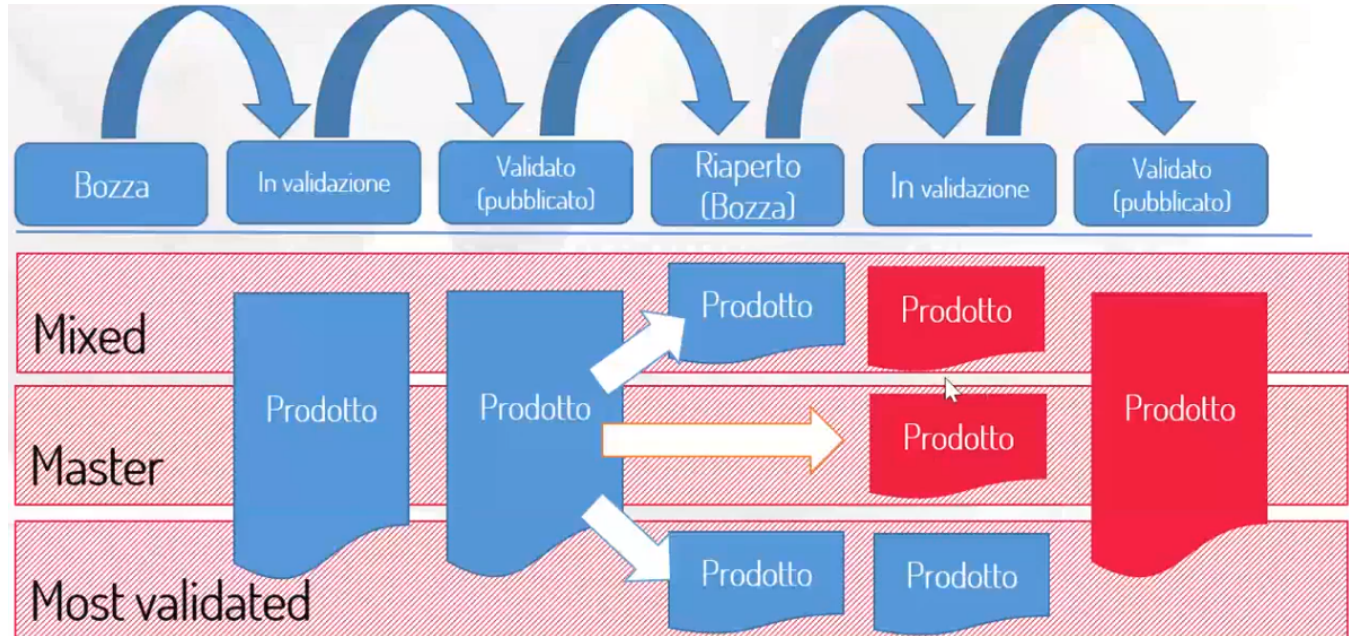 Bozza
In validazione
Validato
(pubblicato)
Riaperto
(Bozza)
In validazione
Validato
(pubblicato)
Mixed
Prodotto
Prodotto
Prodotto
Prodotto
Prodotto
Master
Prodotto
Prodotto
Most validated
Prodotto
Prodotto